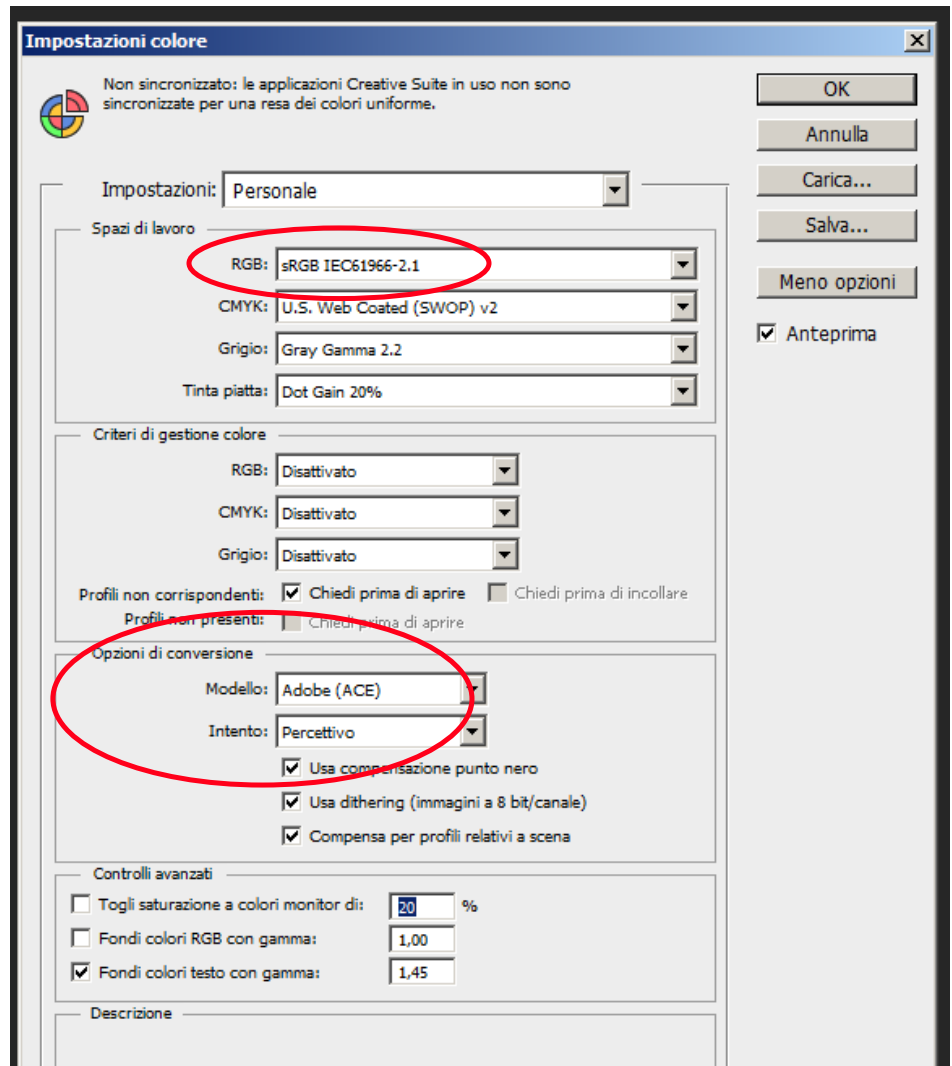 Impostazioni colore
Non sincronizzato: le applicazioni Creative Suite in uso non sono
sincronizzate per una resa dei colori uniforme.
OK
Annulla
Carica...
Salva...
Meno opzioni
Anteprima
Impostazioni: Personale
Spazi di lavoro
RGB: sRGB IEC61966-2.1
CMYK: U.S. Web Coated (SWOP) v2
Grigio: Gray Gamma 2.2
Tinta piatta: Dot Gain 20%
Criteri di gestione colore
RGB: Disattivato
CMYK: Disattivato
Grigio: Disattivato
Profili non corrispondenti: Chiedi prima di aprire Chiedi prima di incollare
Profili non presenti: Chiedi prima di aprire
Opzioni di conversione
Modello: Adobe (ACE)
Intento: Percettivo
Usa compensazione punto nero
Usa dithering (immagini a 8 bit/canale)
Compensa per profili relativi a scena
Controlli avanzati
Togli saturazione a colori monitor di: 20 %
Fondi colori RGB con gamma: 1,00
Fondi colori testo con gamma: 1,45
Descrizione